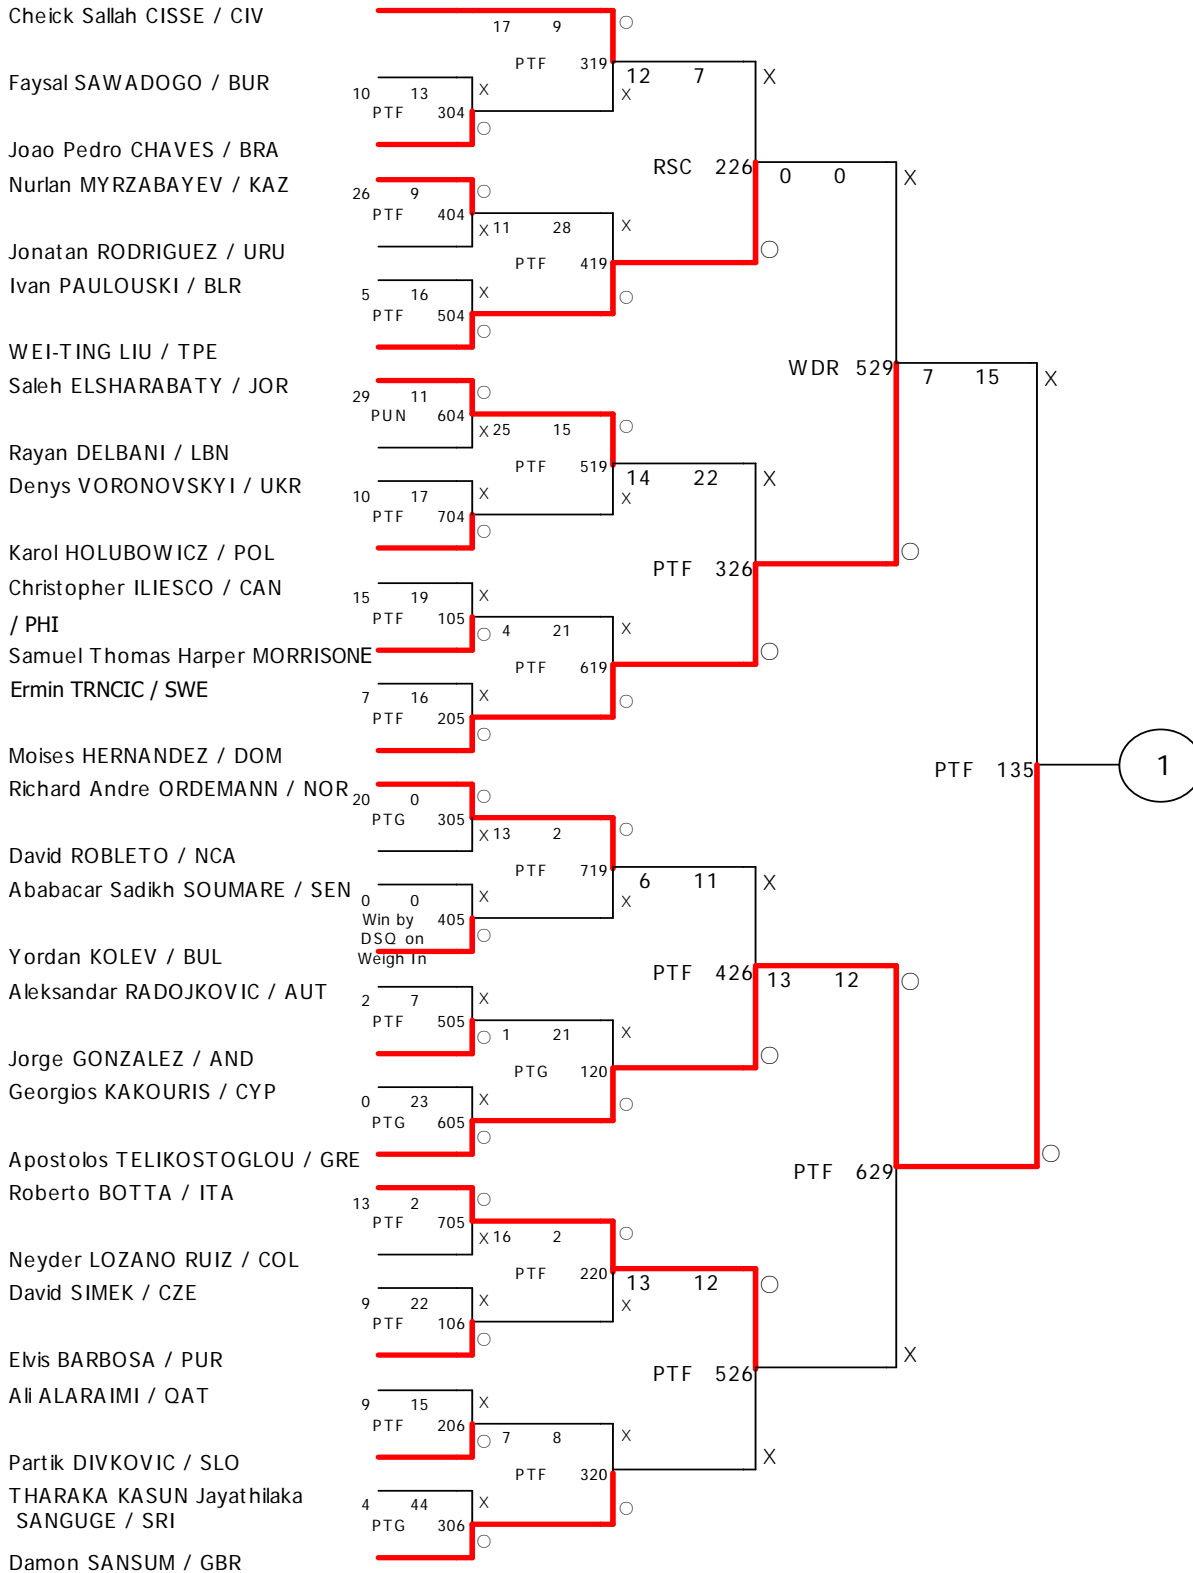 Cheick Sallah CISSE / CIV
17 9
PTF 319
12 7
X
Faysal SAWADOGO / BUR
10 13
X
X
PTF 304
Joao Pedro CHAVES / BRA
RSC 226
0 0
X
Nurlan MYRZABAYEV / KAZ
26 9
PTF 404
X 11 28
X
Jonatan RODRIGUEZ / URU
PTF 419
Ivan PAULOUSKI / BLR
5 16
X
PTF 504
WEI-TING LIU / TPE
WDR 529
7 15
X
Saleh ELSHARABATY / JOR
29 11
PUN 604
X 25 15
Rayan DELBANI / LBN
PTF 519
14 22
X
Denys VORONOVSKYI / UKR
10 17
X
X
PTF 704
Karol HOLUBOWICZ / POL
PTF 326
Christopher ILIESCO / CAN
15 19
X
PTF 105
/ PHI
4 21
X
Samuel Thomas Harper MORRISONE
PTF 619
Ermin TRNCIC / SWE
7 16
X
PTF 205
Moises HERNANDEZ / DOM
PTF 135
1
Richard Andre ORDEMANN / NOR
20 0
PTG 305
X 13 2
David ROBLETO / NCA
PTF 719
6 11
X
Ababacar Sadikh SOUMARE / SEN
0 0
X
X
Win by 405
DSQ on
Weigh In
Yordan KOLEV / BUL
PTF 426
13 12
Aleksandar RADOJKOVIC / AUT
2 7
X
PTF 505
1 21
X
Jorge GONZALEZ / AND
PTG 120
Georgios KAKOURIS / CYP
0 23
X
PTG 605
Apostolos TELIKOSTOGLOU / GRE
PTF 629
Roberto BOTTA / ITA
13 2
PTF 705
X 16 2
Neyder LOZANO RUIZ / COL
PTF 220
13 12
David SIMEK / CZE
9 22
X
X
PTF 106
X
Elvis BARBOSA / PUR
PTF 526
Ali ALARAIMI / QAT
9 15
X
PTF 206
7 8
X
Partik DIVKOVIC / SLO
X
PTF 320
THARAKA KASUN Jayathilaka
SANGUGE / SRI
4 44
X
PTG 306
Damon SANSUM / GBR